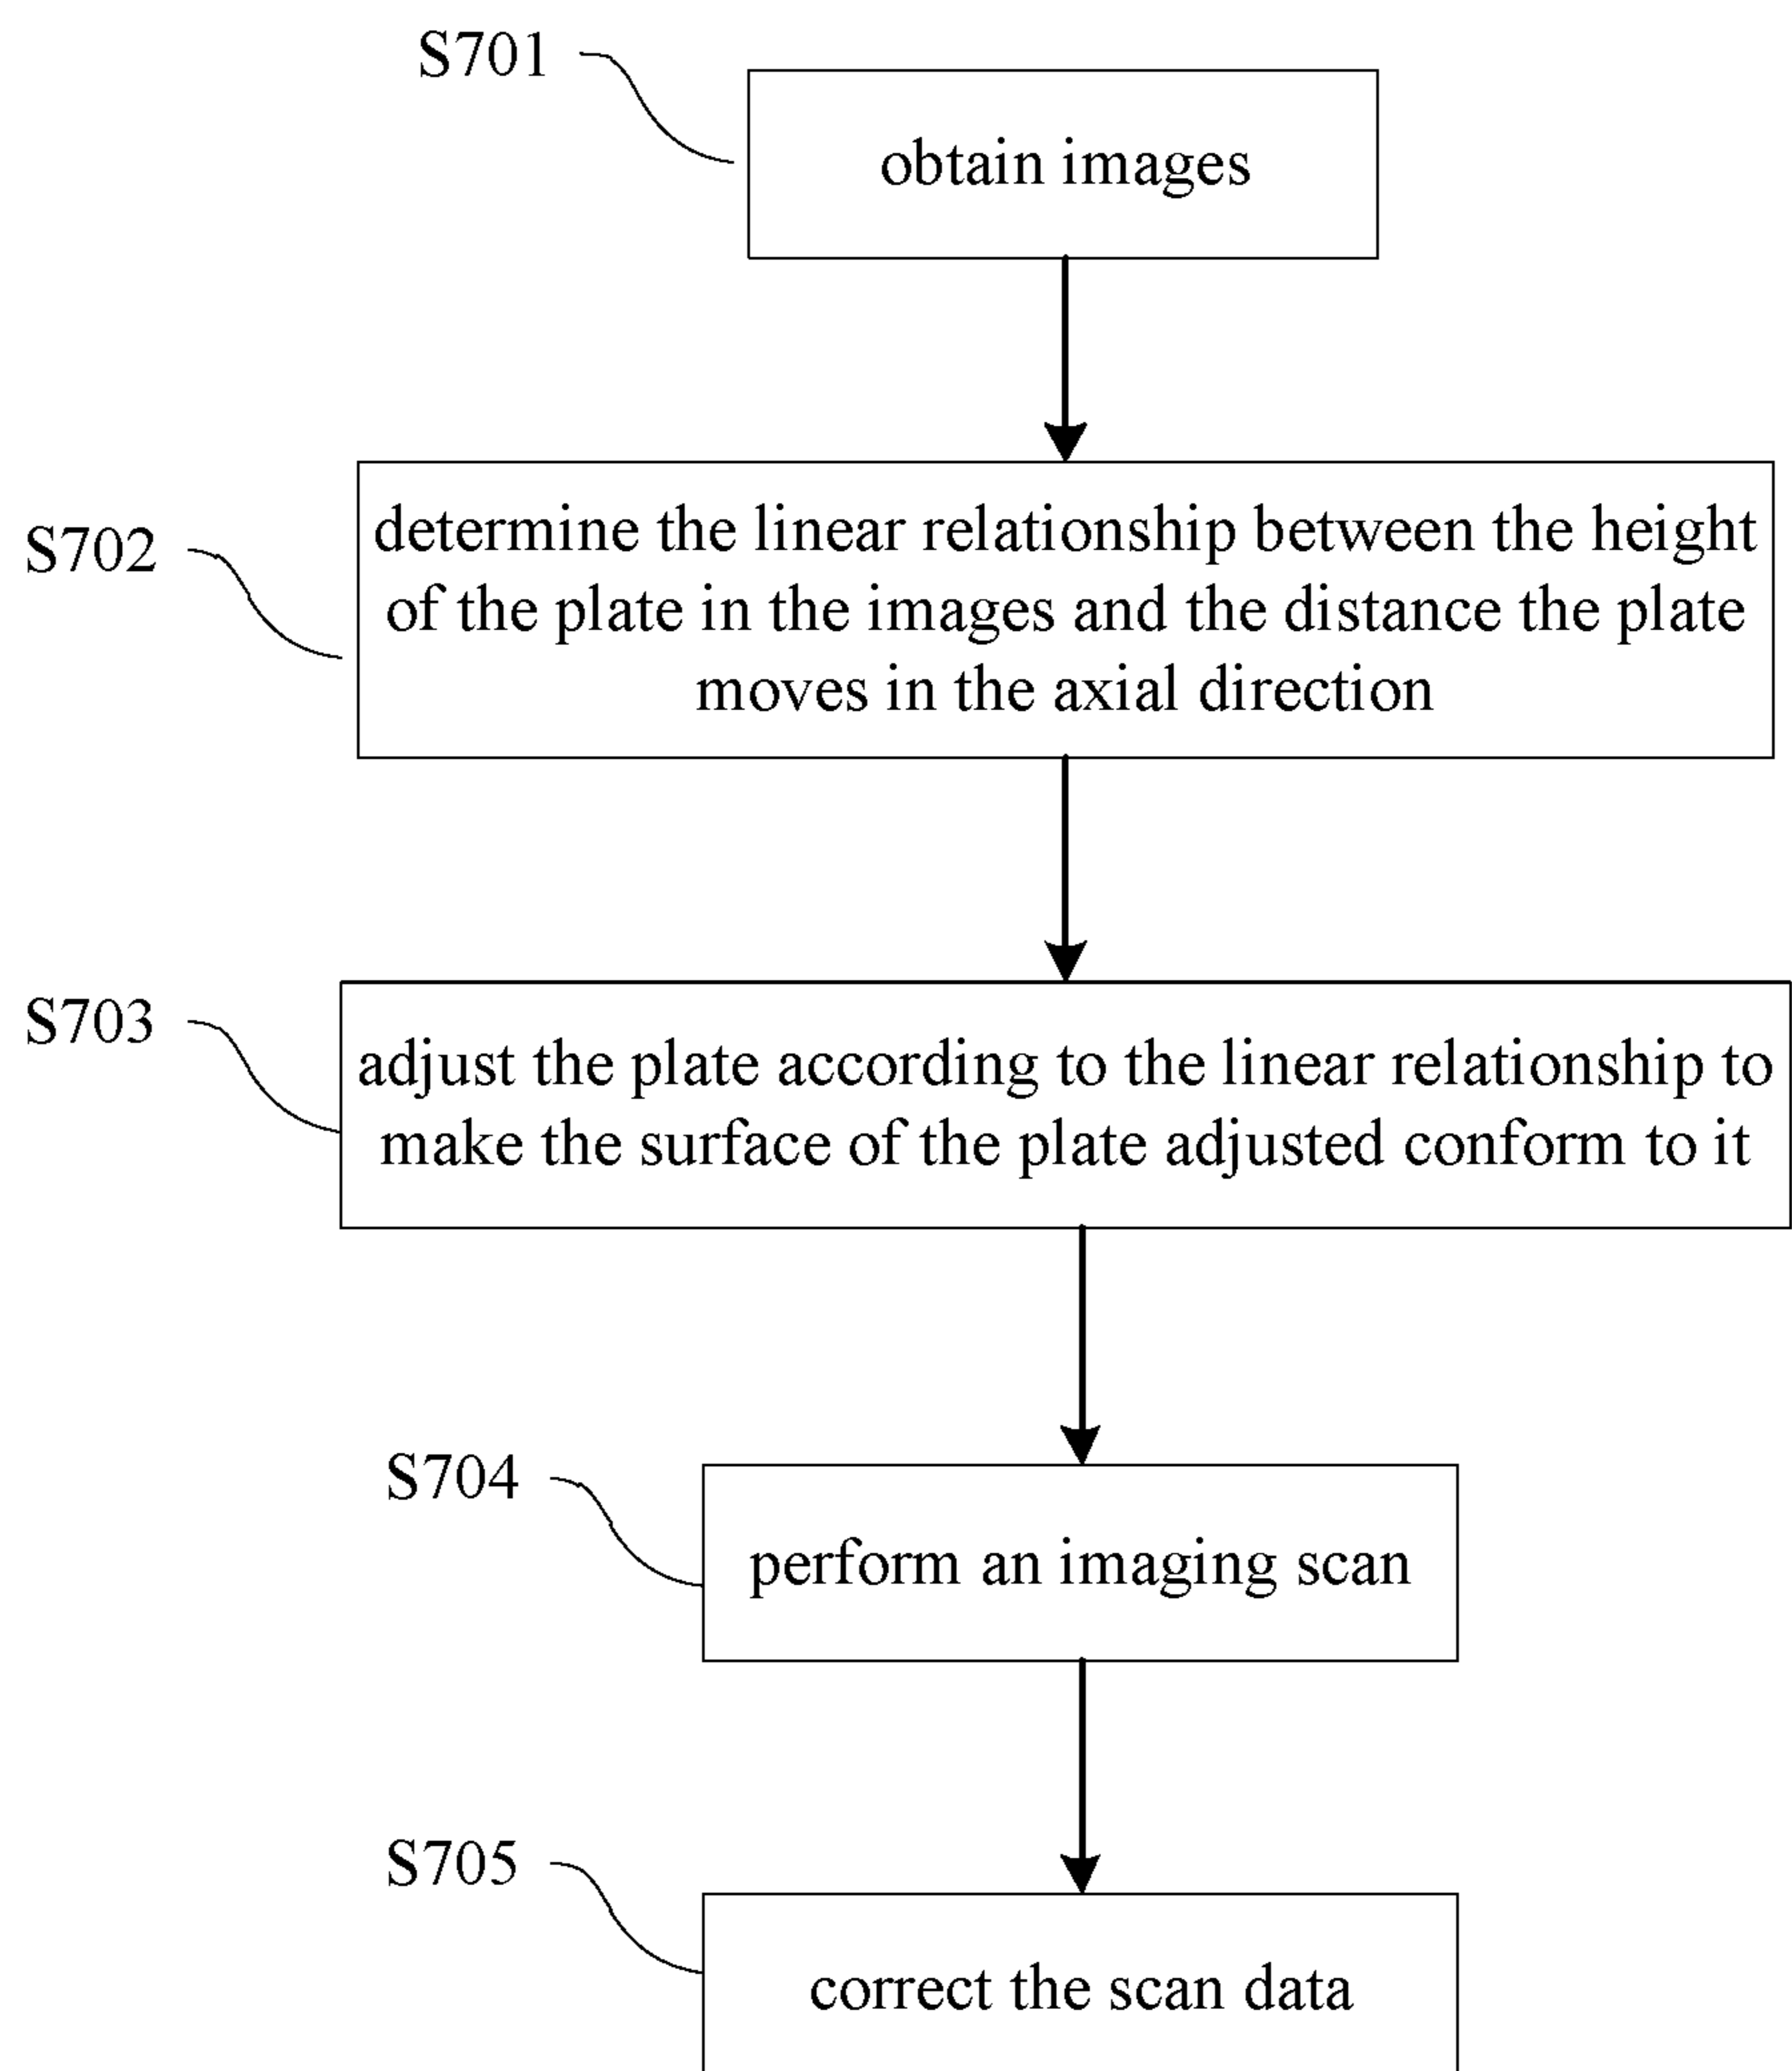 S701
obtain images
S702
determine the linear relationship between the height
of the plate in the images and the distance the plate
moves in the axial direction
S703
adjust the plate according to the linear relationship to
make the surface of the plate adjusted conform to it
S704
perform an imaging scan
S705
correct the scan data